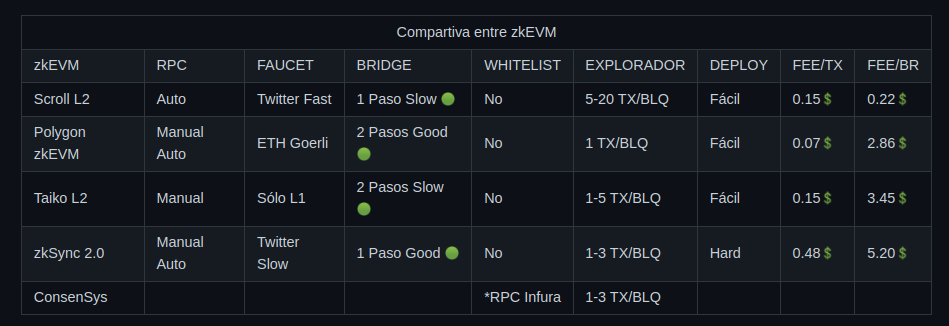 Compartiva entre zkEVM
zkEVM RPC FAUCET BRIDGE WHITELIST EXPLORADOR DEPLOY FEE/TX FEE/BR
Scroll L2 Auto Twitter Fast 1 Paso Slow 🟢 No 5-20 TX/BLQ Fácil 0.15💲 0.22💲
Polygon zkEVM Manual Auto ETH Goerli 2 Pasos Good 🟢 No 1 TX/BLQ Fácil 0.07💲 2.86💲
Taiko L2 Manual Sólo L1 2 Pasos Slow 🟢 No 1-5 TX/BLQ Fácil 0.15💲 3.45💲
zkSync 2.0 Manual Auto Twitter Slow 1 Paso Good 🟢 No 1-3 TX/BLQ Hard 0.48💲 5.20💲
ConsenSys *RPC Infura 1-3 TX/BLQ